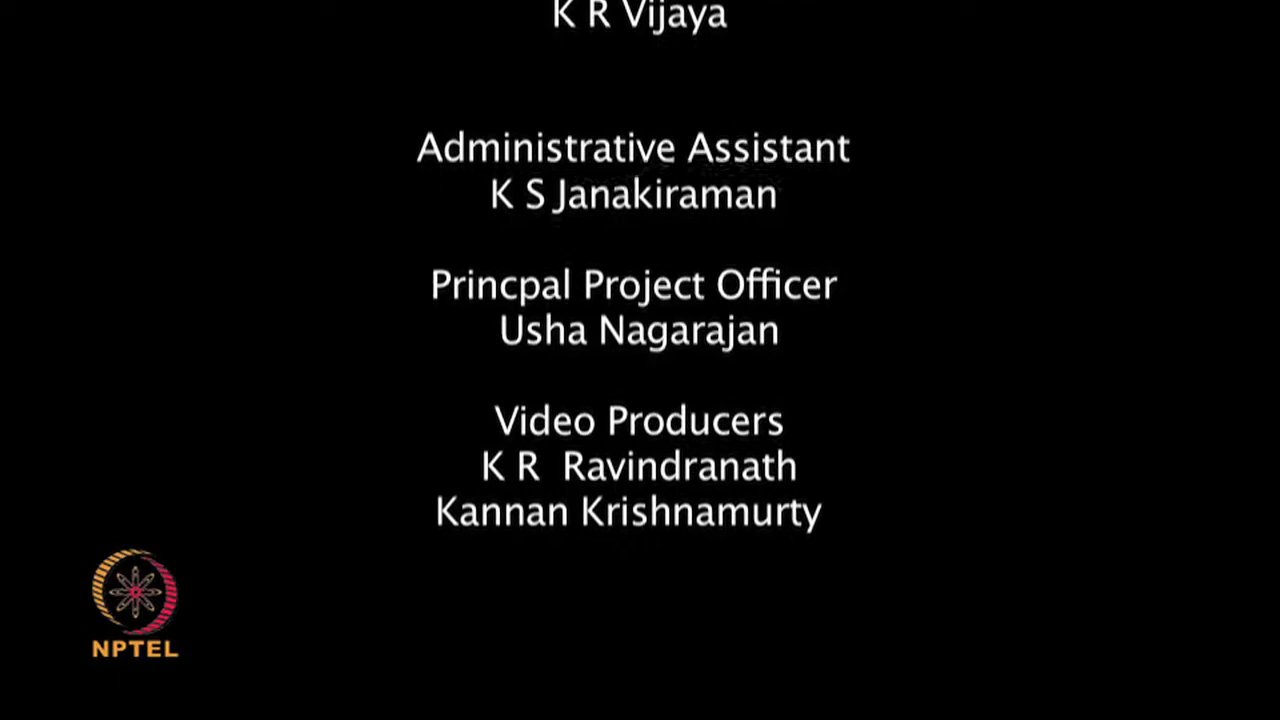 K R Vijaya
Administrative Assistant
K S Janakiraman
Princpal Project Officer
Usha Nagarajan
Video Producers
K R  Ravindranath
Kannan Krishnamurty
NPTEL